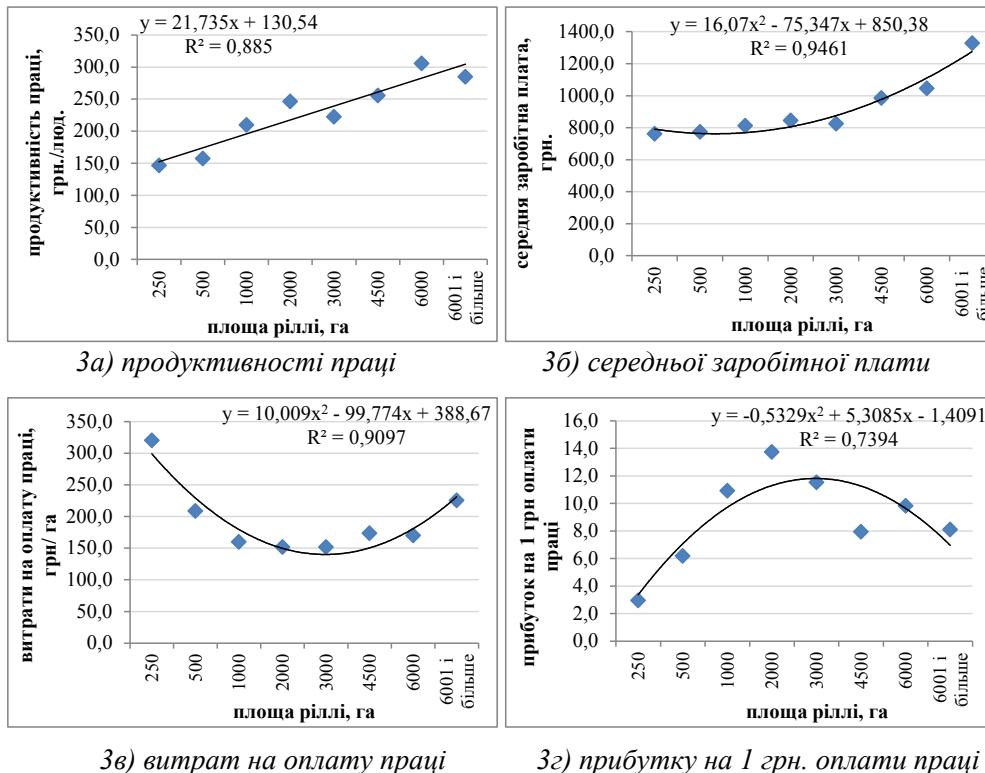 y = 21,735x + 130,54
R² = 0,885
продуктивність праці,
грн./люд.
350,0
300,0
250,0
200,0
150,0
100,0
50,0
0,0
250
500
1000
2000
3000
4500
6000
6001 і
більше
площа ріллі, га
3а) продуктивності праці
y = 16,07x² - 75,347x + 850,38
R² = 0,9461
середня заробітна плата,
грн.
1400,0
1200,0
1000,0
800,0
600,0
400,0
200,0
0,0
250
500
1000
2000
3000
4500
6000
6001 і
більше
площа ріллі, га
3б) середньої заробітної плати
y = 10,009x² - 99,774x + 388,67
R² = 0,9097
витрати на оплату праці,
грн/ га
350,0
300,0
250,0
200,0
150,0
100,0
50,0
0,0
250
500
1000
2000
3000
4500
6000
6001 і
більше
площа ріллі, га
3в) витрат на оплату праці
y = -0,5329x² + 5,3085x - 1,4091
R² = 0,7394
прибуток на 1 грн оплати
праці
16,0
14,0
12,0
10,0
8,0
6,0
4,0
2,0
0,0
250
500
1000
2000
3000
4500
6000
6001 і
більше
площа ріллі, га
3г) прибутку на 1 грн. оплати праці